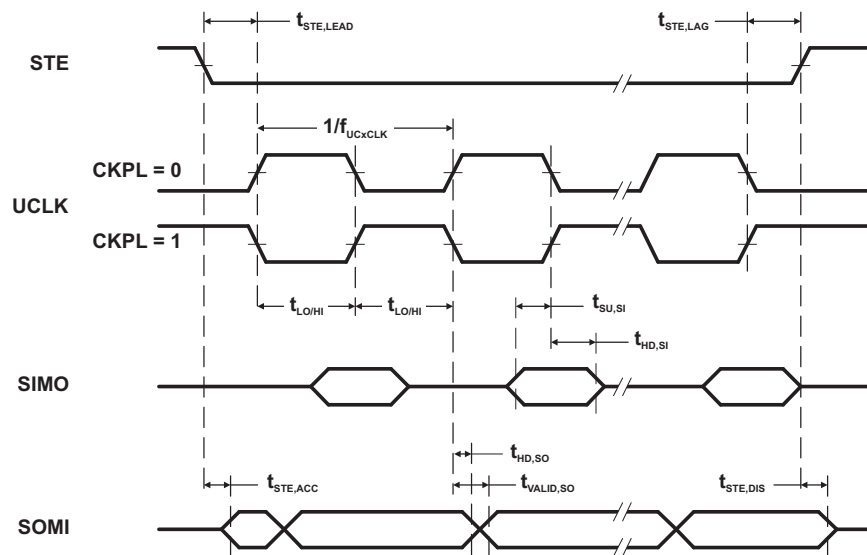 tSTE,LEAD
tSTE,LAG
STE
1/fUCxCLK
CKPL = 0
UCLK
CKPL = 1
tLO/HI tLO/HI
tSU,SI
tHD,SI
SIMO
tHD,SO
tSTE,ACC tVALID,SO tSTE,DIS
SOMI